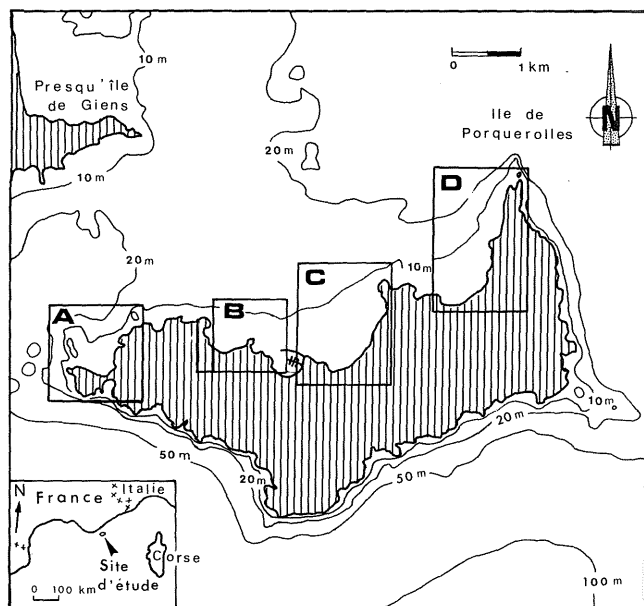 10 m
Presqu'île
de Giens
0 1 km
Ile de
Porquerolles
N
20 m
10 m
D
20 m
C
10 m
A
B
10 m
20 m
50 m
20 m
50 m
N
France
Italie
Corse
Site
d'étude
0 100 km
100 m